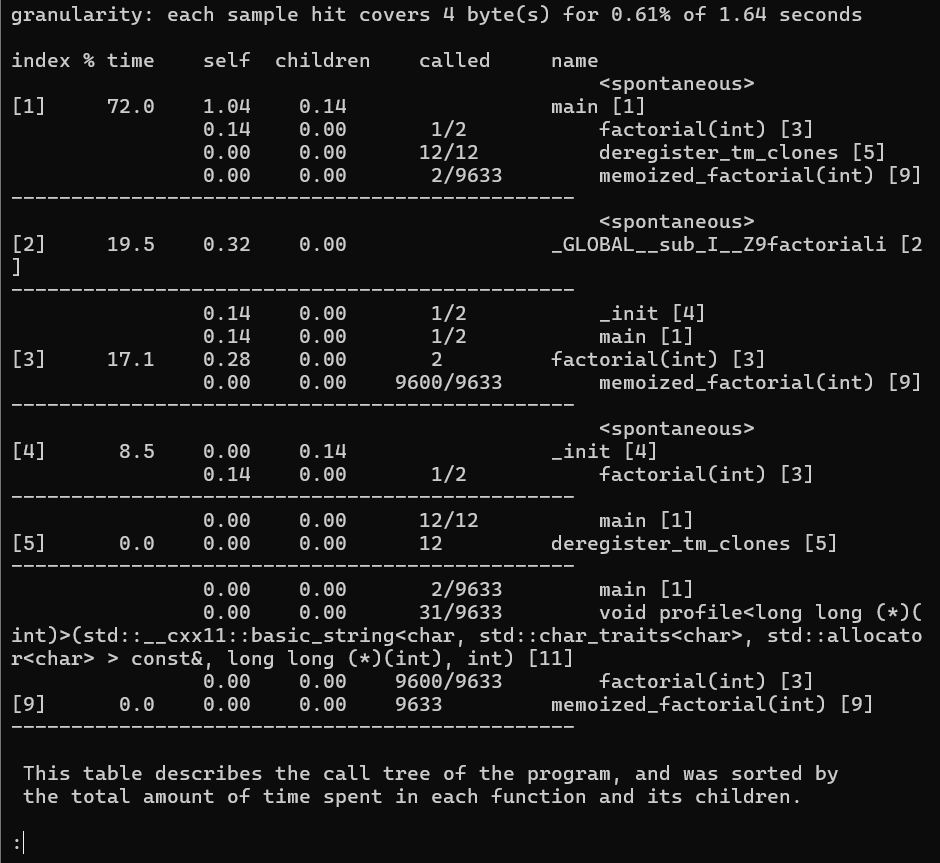 granularity: each sample hit covers 4 byte(s) for 0.61% of 1.64 seconds

index % time    self  children    called     name
                                                 <spontaneous>
[1]     72.0    1.04    0.14                 main [1]
                0.14    0.00       1/2           factorial(int) [3]
                0.00    0.00      12/12          deregister_tm_clones [5]
                0.00    0.00       2/9633        memoized_factorial(int) [9]
-----------------------------------------------
                                                 <spontaneous>
[2]     19.5    0.32    0.00                 _GLOBAL__sub_I__Z9factoriali [2
]
-----------------------------------------------
                0.14    0.00       1/2           _init [4]
                0.14    0.00       1/2           main [1]
[3]     17.1    0.28    0.00       2         factorial(int) [3]
                0.00    0.00    9600/9633        memoized_factorial(int) [9]
-----------------------------------------------
                                                 <spontaneous>
[4]      8.5    0.00    0.14                 _init [4]
                0.14    0.00       1/2           factorial(int) [3]
-----------------------------------------------
                0.00    0.00      12/12          main [1]
[5]      0.0    0.00    0.00      12         deregister_tm_clones [5]
-----------------------------------------------
                0.00    0.00       2/9633        main [1]
                0.00    0.00      31/9633        void profile<long long (*)(
int)>(std::__cxx11::basic_string<char, std::char_traits<char>, std::allocato
r<char> > const&, long long (*)(int), int) [11]
                0.00    0.00    9600/9633        factorial(int) [3]
[9]      0.0    0.00    0.00    9633         memoized_factorial(int) [9]
-----------------------------------------------

 This table describes the call tree of the program, and was sorted by
 the total amount of time spent in each function and its children.

: